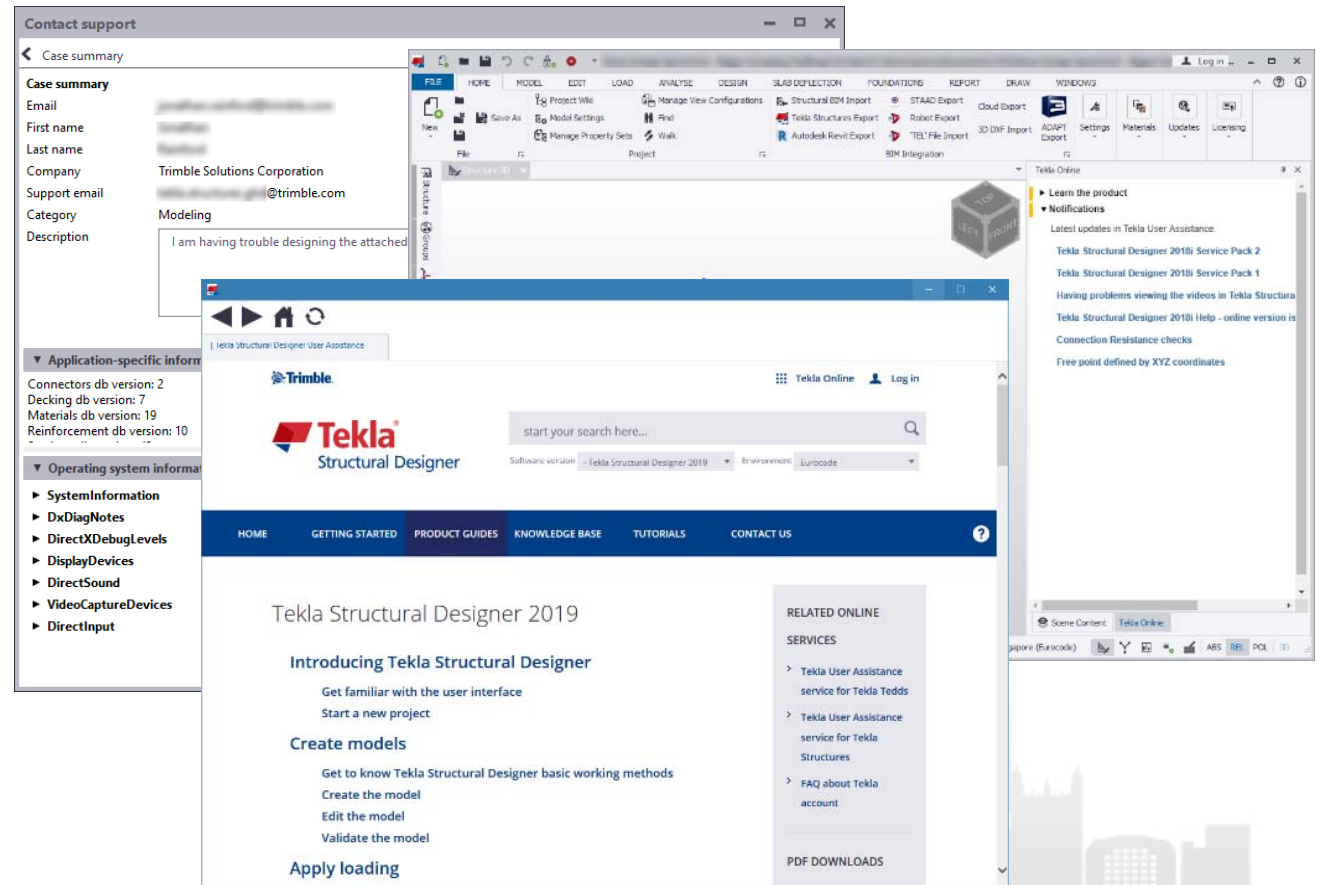 Contact support
Case summary
Case summary
Email
First name
Last name
Company Trimble Solutions Corporation
Support email @trimble.com
Category Modeling
Description I am having trouble designing the attached
Application-specific inform
Connectors db version: 2
Decking db version: 7
Materials db version: 19
Reinforcement db version: 10
Operating system informat
SystemInformation
DxDiagNotes
DirectXDebugLevels
DisplayDevices
DirectSound
VideoCaptureDevices
DirectInput
Log in
FILE HOME MODEL EDIT LOAD ANALYSE DESIGN SLAB DEFLECTION FOUNDATIONS REPORT DRAW WINDOWS
New
Save As
File
Project Wiki
Model Settings
Manage Property Sets
Manage View Configurations
Find
Walk
Project
Structural BIM Import
Tekla Structures Export
Autodesk Revit Export
STAAD Export
Robot Export
'TEL' File Import
Cloud Export
3D DXF Import
BIM Integration
ADAPT
Export
Settings
Materials
Updates
Licensing
Structure 3D
Structure
Groups
TOP
LEFT
FRONT
Tekla Online
Learn the product
Notifications
Latest updates in Tekla User Assistance:
Tekla Structural Designer 2018i Service Pack 2
Tekla Structural Designer 2018i Service Pack 1
Having problems viewing the videos in Tekla Structura
Tekla Structural Designer 2018i Help - online version is
Connection Resistance checks
Free point defined by XYZ coordinates
Scene Content Tekla Online
gapore (Eurocode)
ABS REL POL 3D
| Tekla Structural Designer User Assistance
Trimble.
Tekla Online Log in
Tekla®
Structural Designer
start your search here...
Software version - Tekla Structural Designer 2019 Environment Eurocode
HOME GETTING STARTED PRODUCT GUIDES KNOWLEDGE BASE TUTORIALS CONTACT US ?
Tekla Structural Designer 2019
Introducing Tekla Structural Designer
Get familiar with the user interface
Start a new project
Create models
Get to know Tekla Structural Designer basic working methods
Create the model
Edit the model
Validate the model
Apply loading
RELATED ONLINE
SERVICES
Tekla User Assistance
service for Tekla Tedds
Tekla User Assistance
service for Tekla
Structures
FAQ about Tekla
account
PDF DOWNLOADS